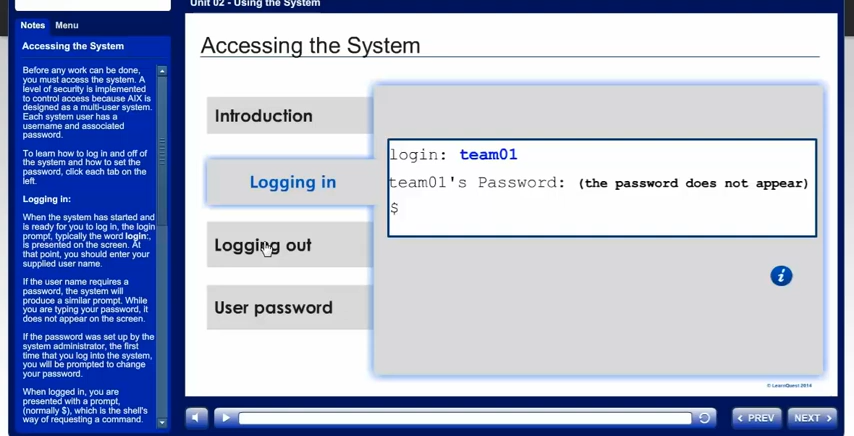 Unit 02 - Using the System
Notes Menu
Accessing the System
Before any work can be done,
you must access the system. A
level of security is implemented
to control access because AIX is
designed as a multi-user system.
Each system user has a
username and associated
password.
To learn how to log in and off of
the system and how to set the
password, click each tab on the
left.
Logging in:
When the system has started and
is ready for you to log in, the login
prompt, typically the word login:,
is presented on the screen. At
that point, you should enter your
supplied user name.
If the user name requires a
password, the system will
produce a similar prompt. While
you are typing your password, it
does not appear on the screen.
If the password was set up by the
system administrator, the first
time that you log into the system,
you will be prompted to change
your password.
When logged in, you are
presented with a prompt,
(normally $), which is the shell's
way of requesting a command.
Accessing the System
Introduction
Logging in
Logging out
User password
login: team01
team01's Password: (the password does not appear)
$
i
© LearnQuest 2014
PREV
NEXT